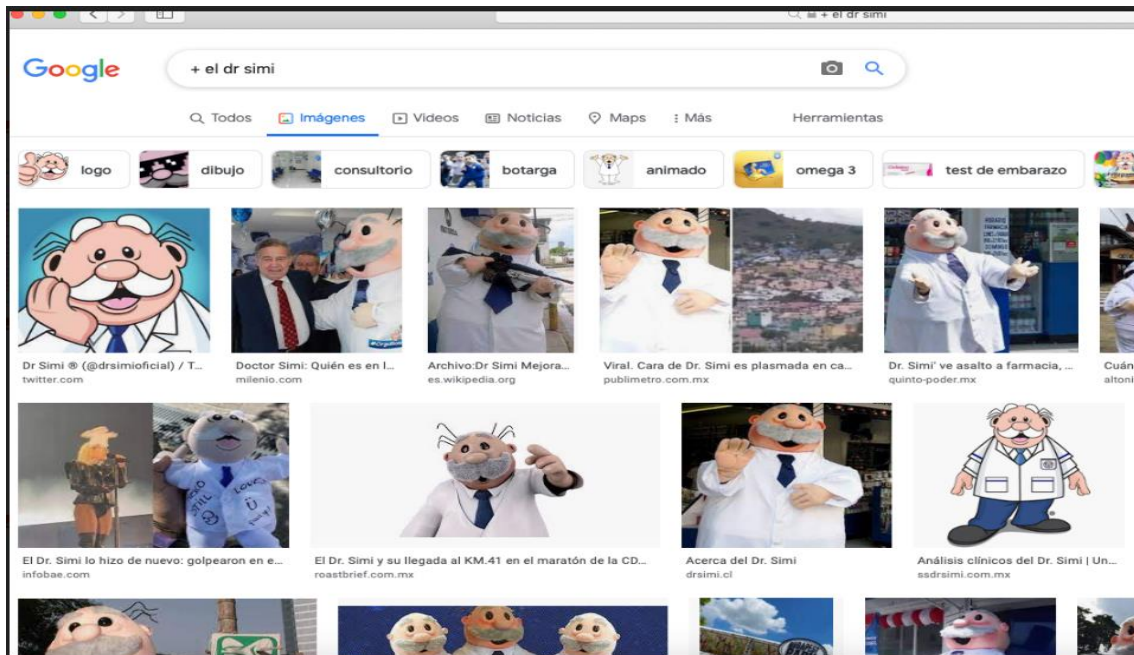 + el dr simi
Google
+ el dr simi
Todos
Imágenes
Videos
Noticias
Maps
Más
Herramientas
logo
dibujo
consultorio
botarga
animado
omega 3
test de embarazo
Dr Simi ® (@drsimioficial) / T...
twitter.com
Doctor Simi: Quién es en l...
milenio.com
Archivo:Dr Simi Mejora...
es.wikipedia.org
Viral. Cara de Dr. Simi es plasmada en ca...
publimetro.com.mx
Dr. Simi' ve asalto a farmacia, ...
quinto-poder.mx
Cuán
altoni
El Dr. Simi lo hizo de nuevo: golpearon en e...
infobae.com
El Dr. Simi y su llegada al KM.41 en el maratón de la CD...
roastbrief.com.mx
Acerca del Dr. Simi
drsimi.cl
Análisis clínicos del Dr. Simi | Un...
ssdrsimi.com.mx